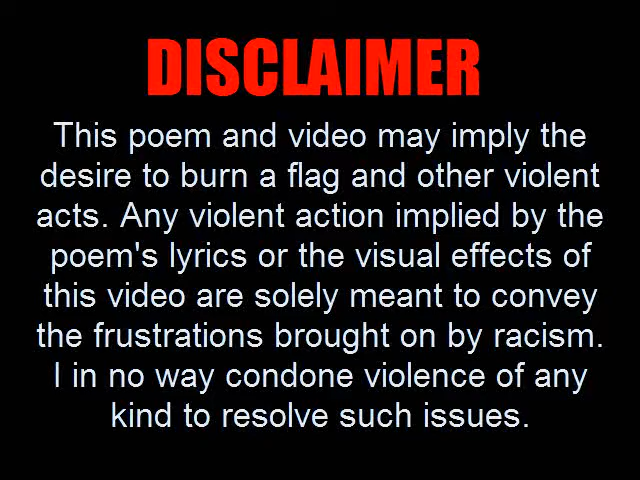 DISCLAIMER
This poem and video may imply the
desire to burn a flag and other violent
acts. Any violent action implied by the
poem's lyrics or the visual effects of
this video are solely meant to convey
the frustrations brought on by racism.
I in no way condone violence of any
kind to resolve such issues.